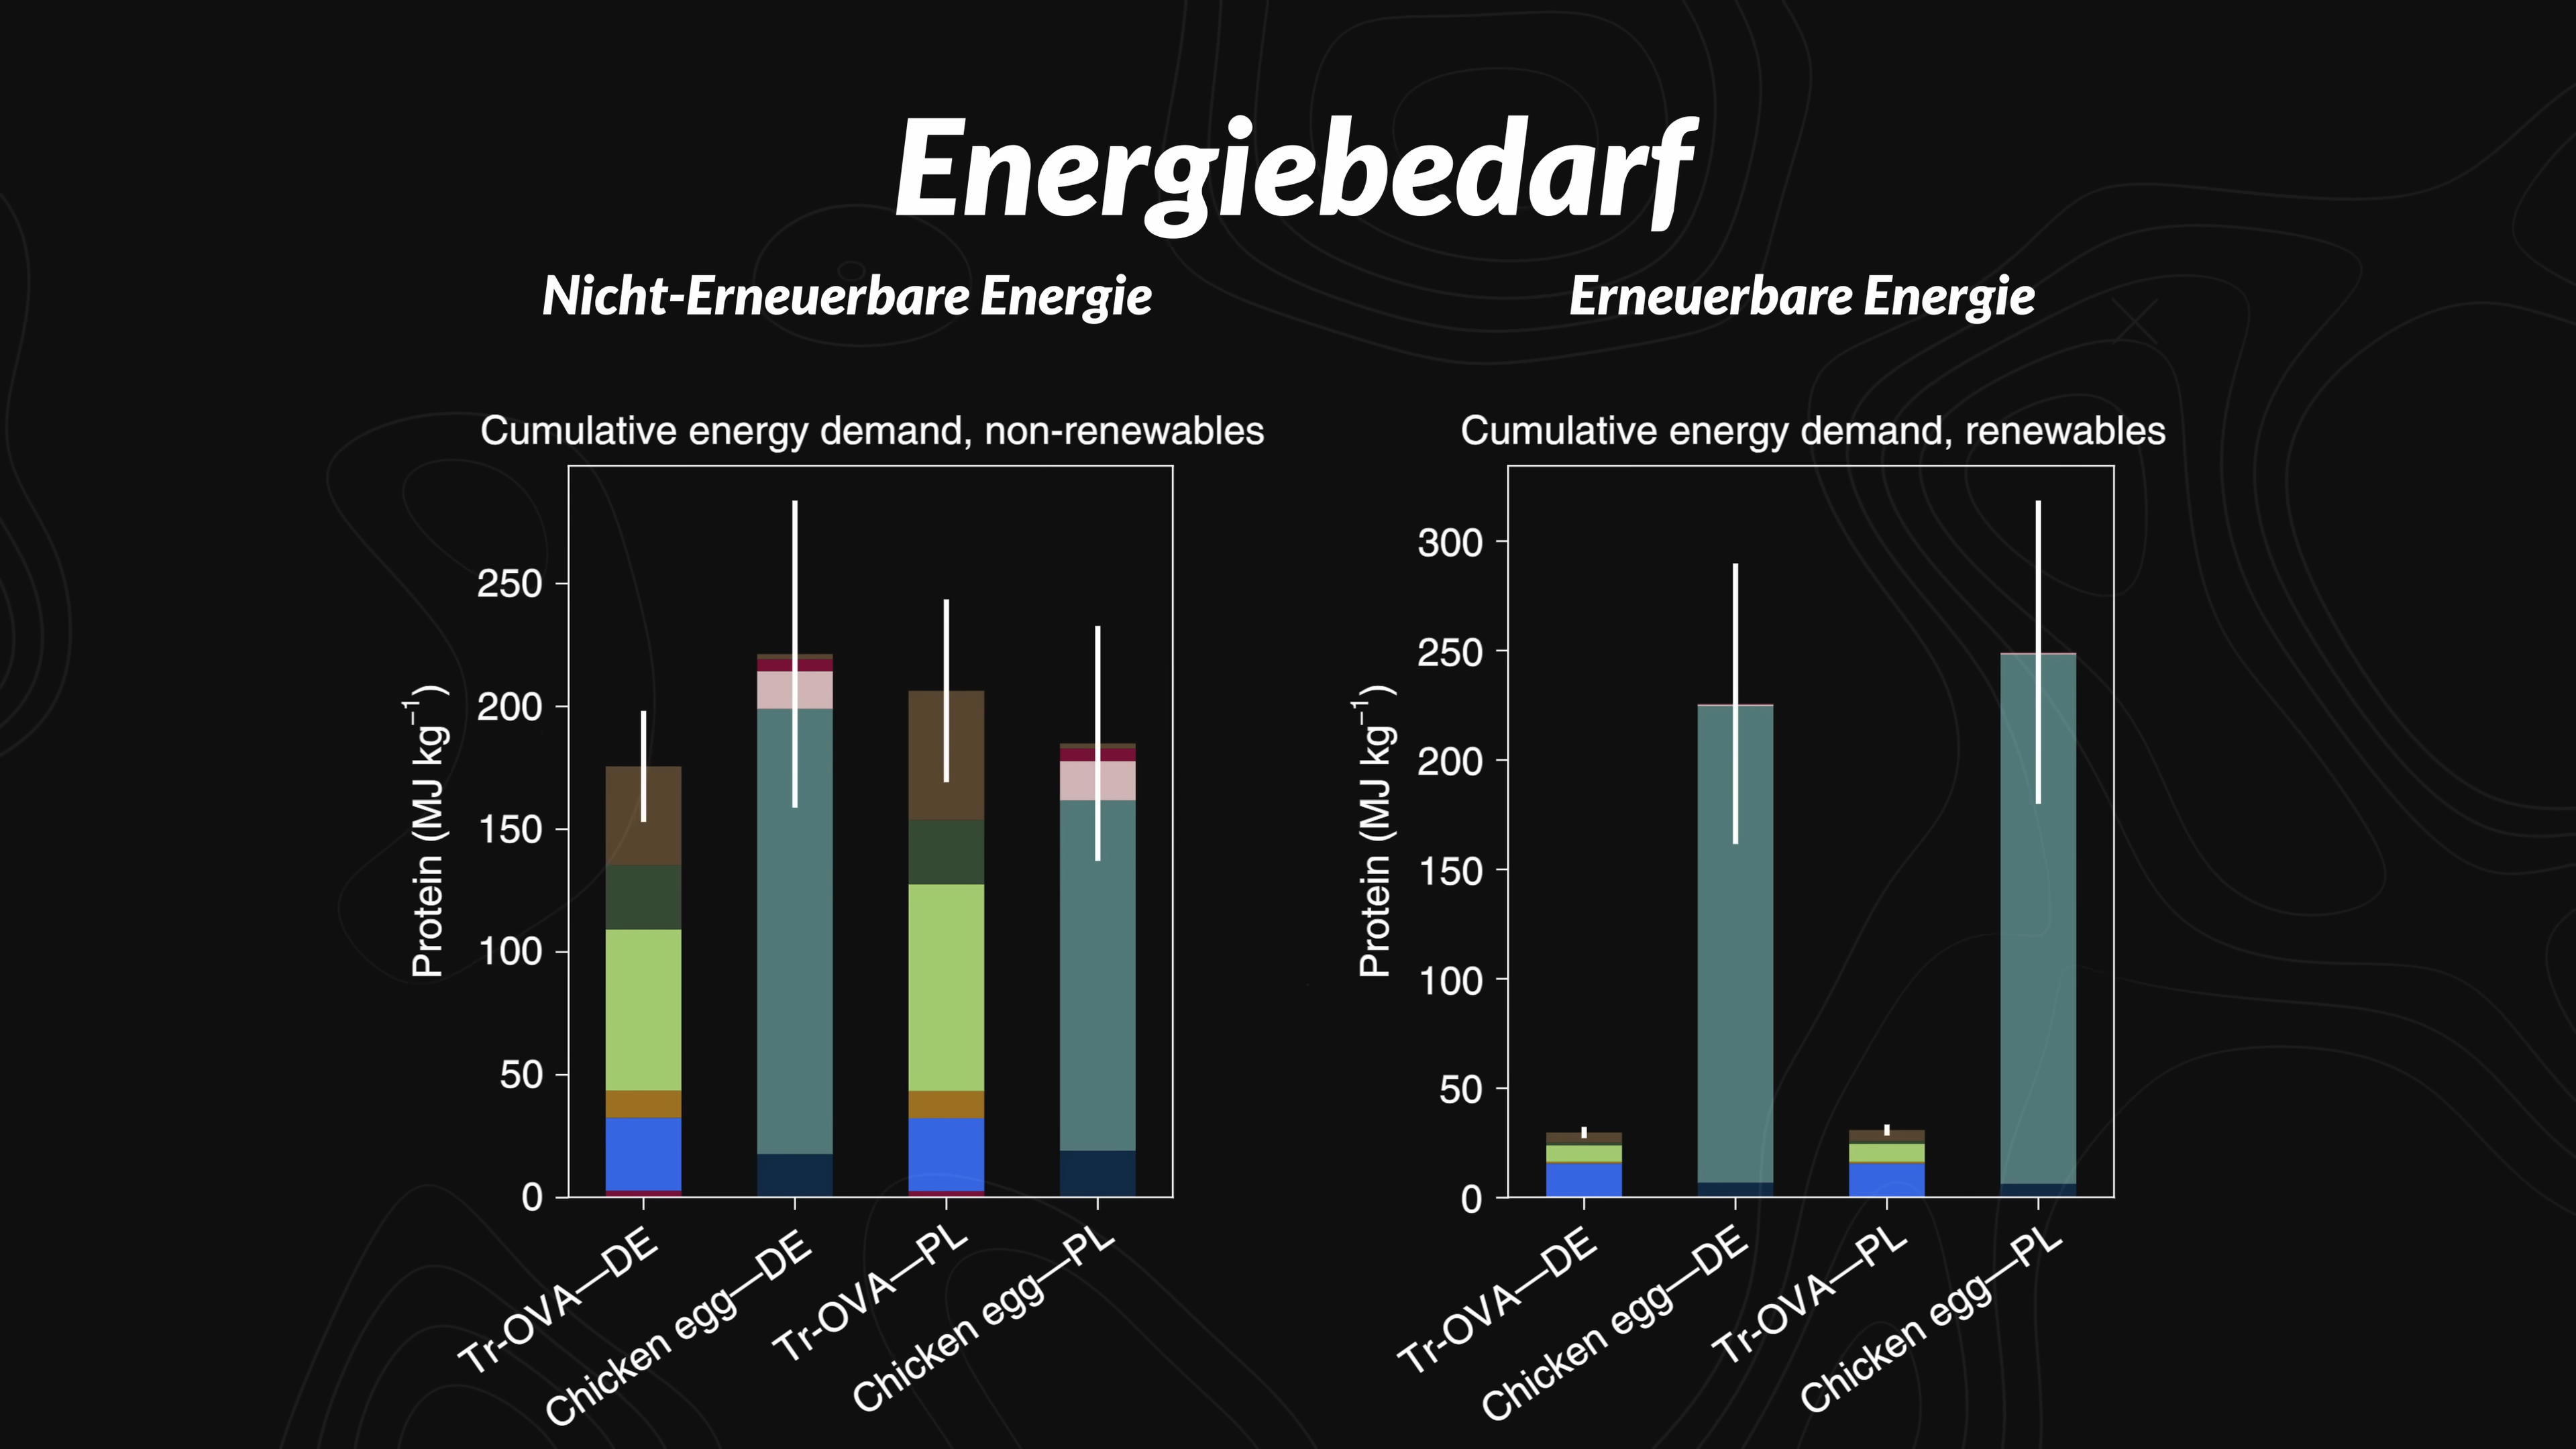 Energiebedarf
Nicht-Erneuerbare Energie
Erneuerbare Energie
Cumulative energy demand, non-renewables
Protein (MJ kg⁻¹)
250
200
150
100
50
0
Tr-OVA—DE
Chicken egg—DE
Tr-OVA—PL
Chicken egg—PL
Cumulative energy demand, renewables
Protein (MJ kg⁻¹)
300
250
200
150
100
50
0
Tr-OVA—DE
Chicken egg—DE
Tr-OVA—PL
Chicken egg—PL